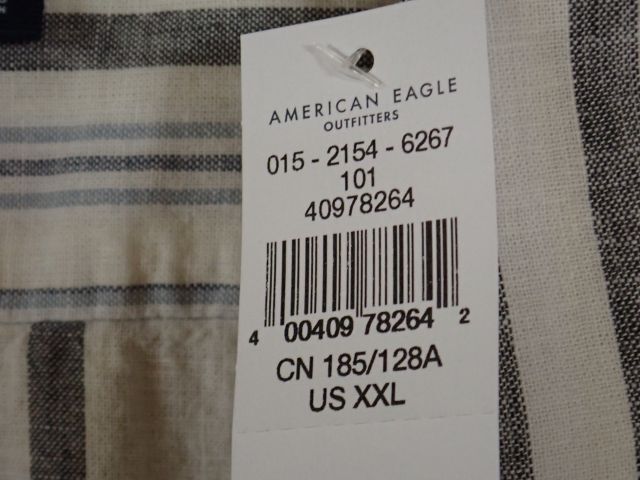 AMERICAN EAGLE
OUTFITTERS
015 - 2154 - 6267
101
40978264
4 00409 78264 2
CN 185/128A
US XXL